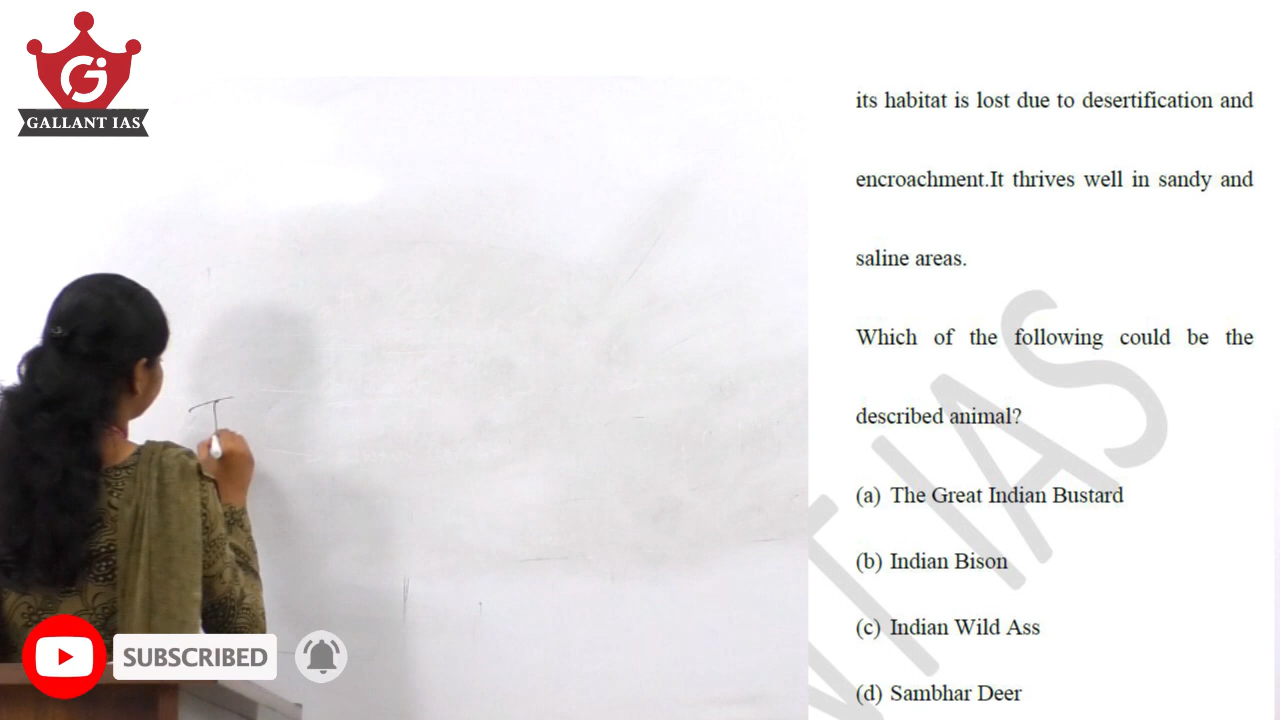 GALLANT IAS
its habitat is lost due to desertification and
encroachment.It thrives well in sandy and
saline areas.
Which of the following could be the
described animal?
(a) The Great Indian Bustard
(b) Indian Bison
(c) Indian Wild Ass
(d) Sambhar Deer
T
SUBSCRIBED
NT IAS